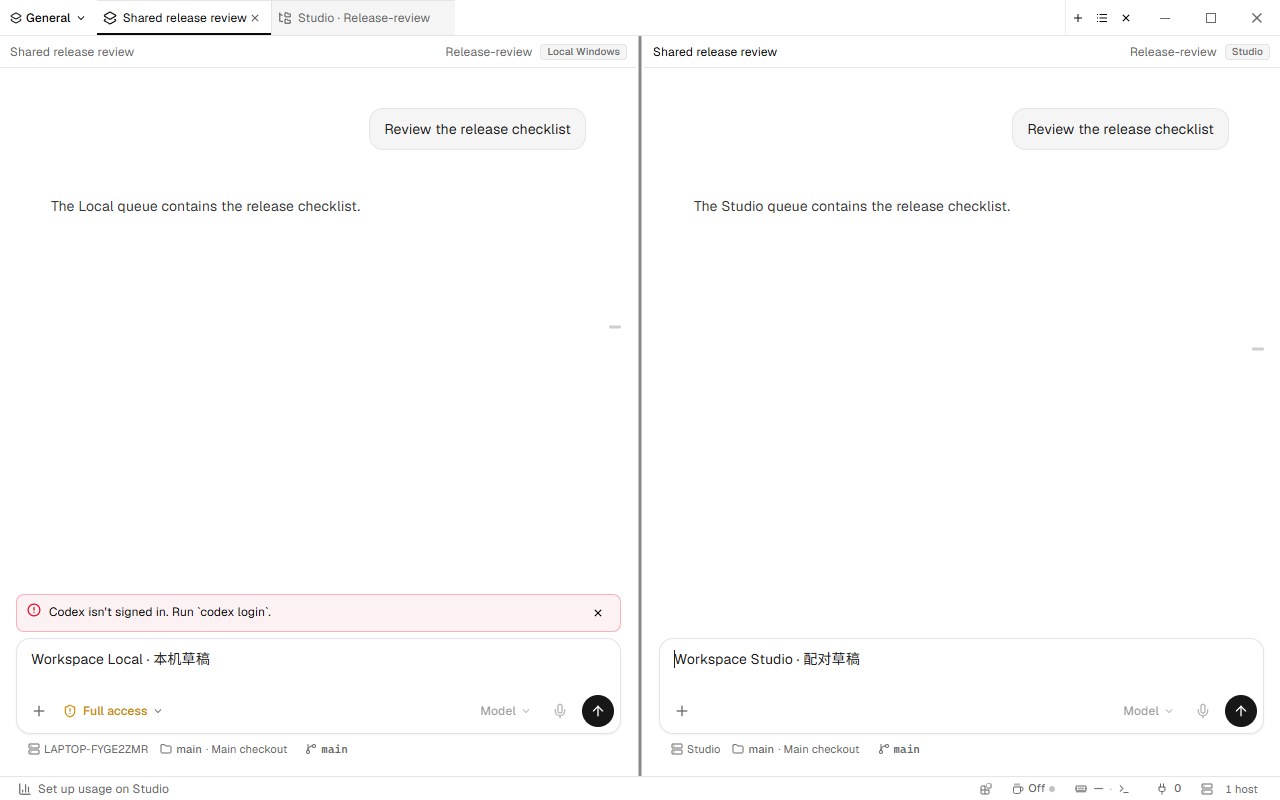 General
Shared release review
Studio · Release-review
Shared release review
Release-review
Local Windows
Review the release checklist
The Local queue contains the release checklist.
Codex isn't signed in. Run `codex login`.
Workspace Local · 本机草稿
Full access
Model
LAPTOP-FYGE2ZMR
main · Main checkout
main
Shared release review
Release-review
Studio
Review the release checklist
The Studio queue contains the release checklist.
Workspace Studio · 配对草稿
Model
Studio
main · Main checkout
main
Set up usage on Studio
Off
— ·
0
1 host